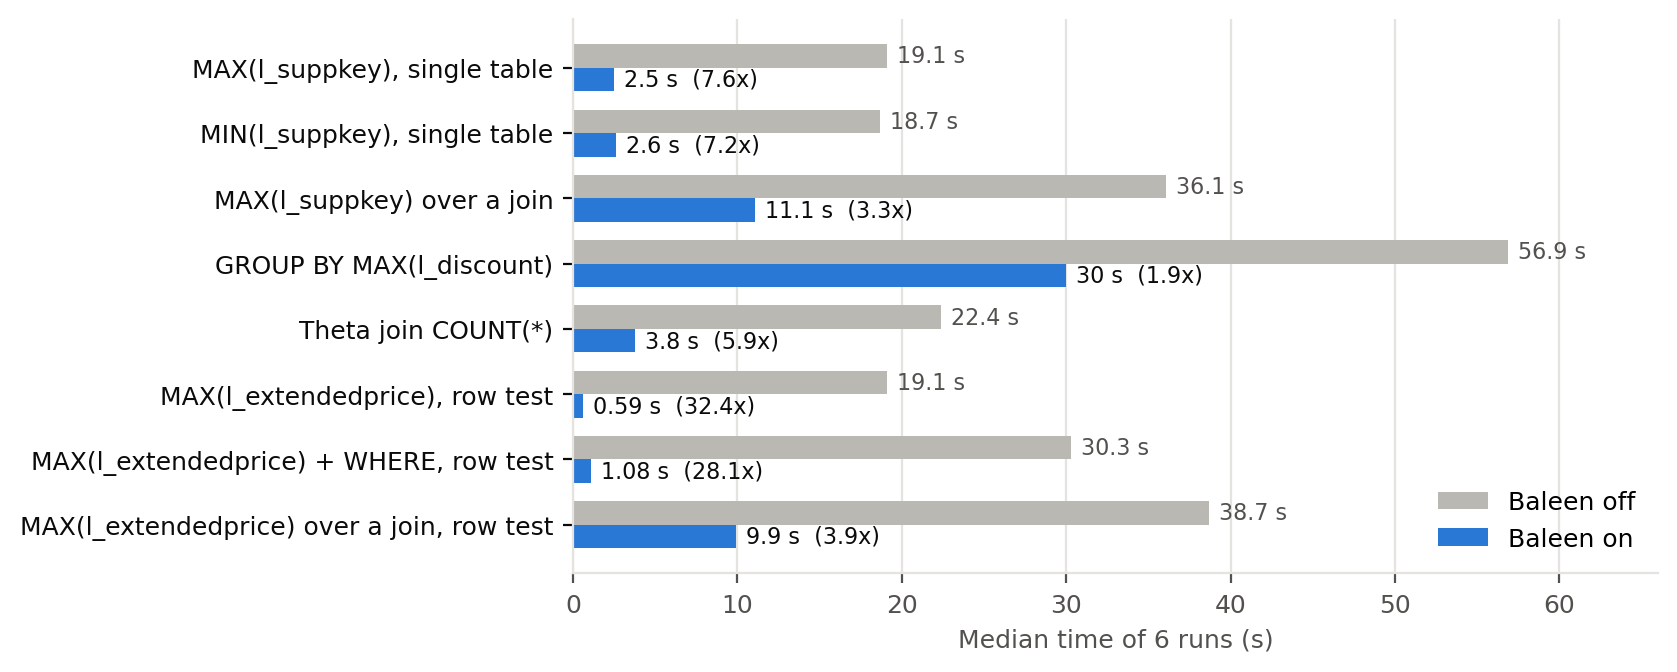 MAX(l_suppkey), single table
19.1 s
2.5 s (7.6x)
MIN(l_suppkey), single table
18.7 s
2.6 s (7.2x)
MAX(l_suppkey) over a join
36.1 s
11.1 s (3.3x)
GROUP BY MAX(l_discount)
56.9 s
30 s (1.9x)
Theta join COUNT(*)
22.4 s
3.8 s (5.9x)
MAX(l_extendedprice), row test
19.1 s
0.59 s (32.4x)
MAX(l_extendedprice) + WHERE, row test
30.3 s
1.08 s (28.1x)
MAX(l_extendedprice) over a join, row test
38.7 s
9.9 s (3.9x)
Baleen off
Baleen on
0 10 20 30 40 50 60
Median time of 6 runs (s)